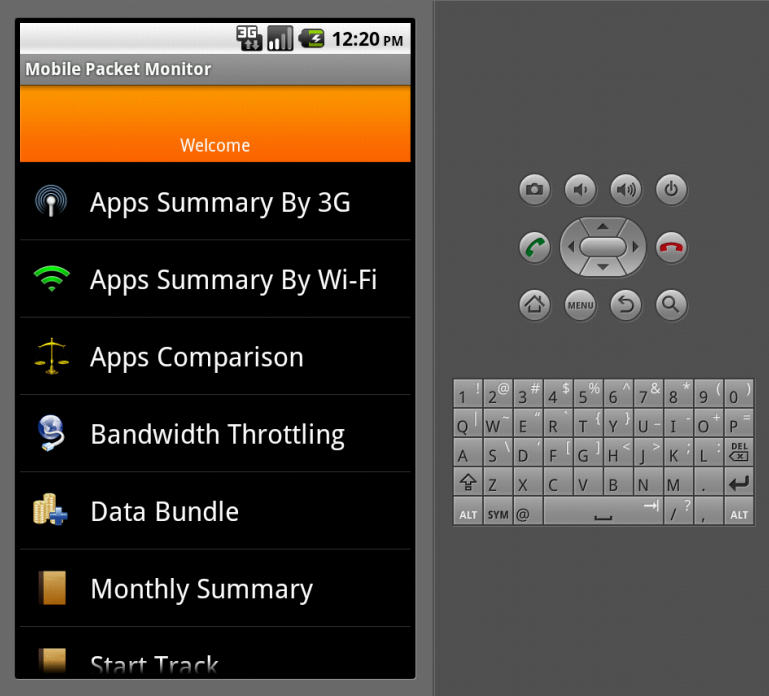 3G 12:20 PM
Mobile Packet Monitor
Welcome
Apps Summary By 3G
Apps Summary By Wi-Fi
Apps Comparison
Bandwidth Throttling
Data Bundle
Monthly Summary
Start Track
MENU
1 ! 2 @ 3 # 4 $ 5 % 6 ^ 7 & 8 * 9 ( 0 )
Q | W ~ E “ R ` T { Y } U _ I - O + P =
A S \ D ‘ F [ G ] H < J > K ; L : DEL
Z X C V B N M .
ALT SYM @ / ? , ALT